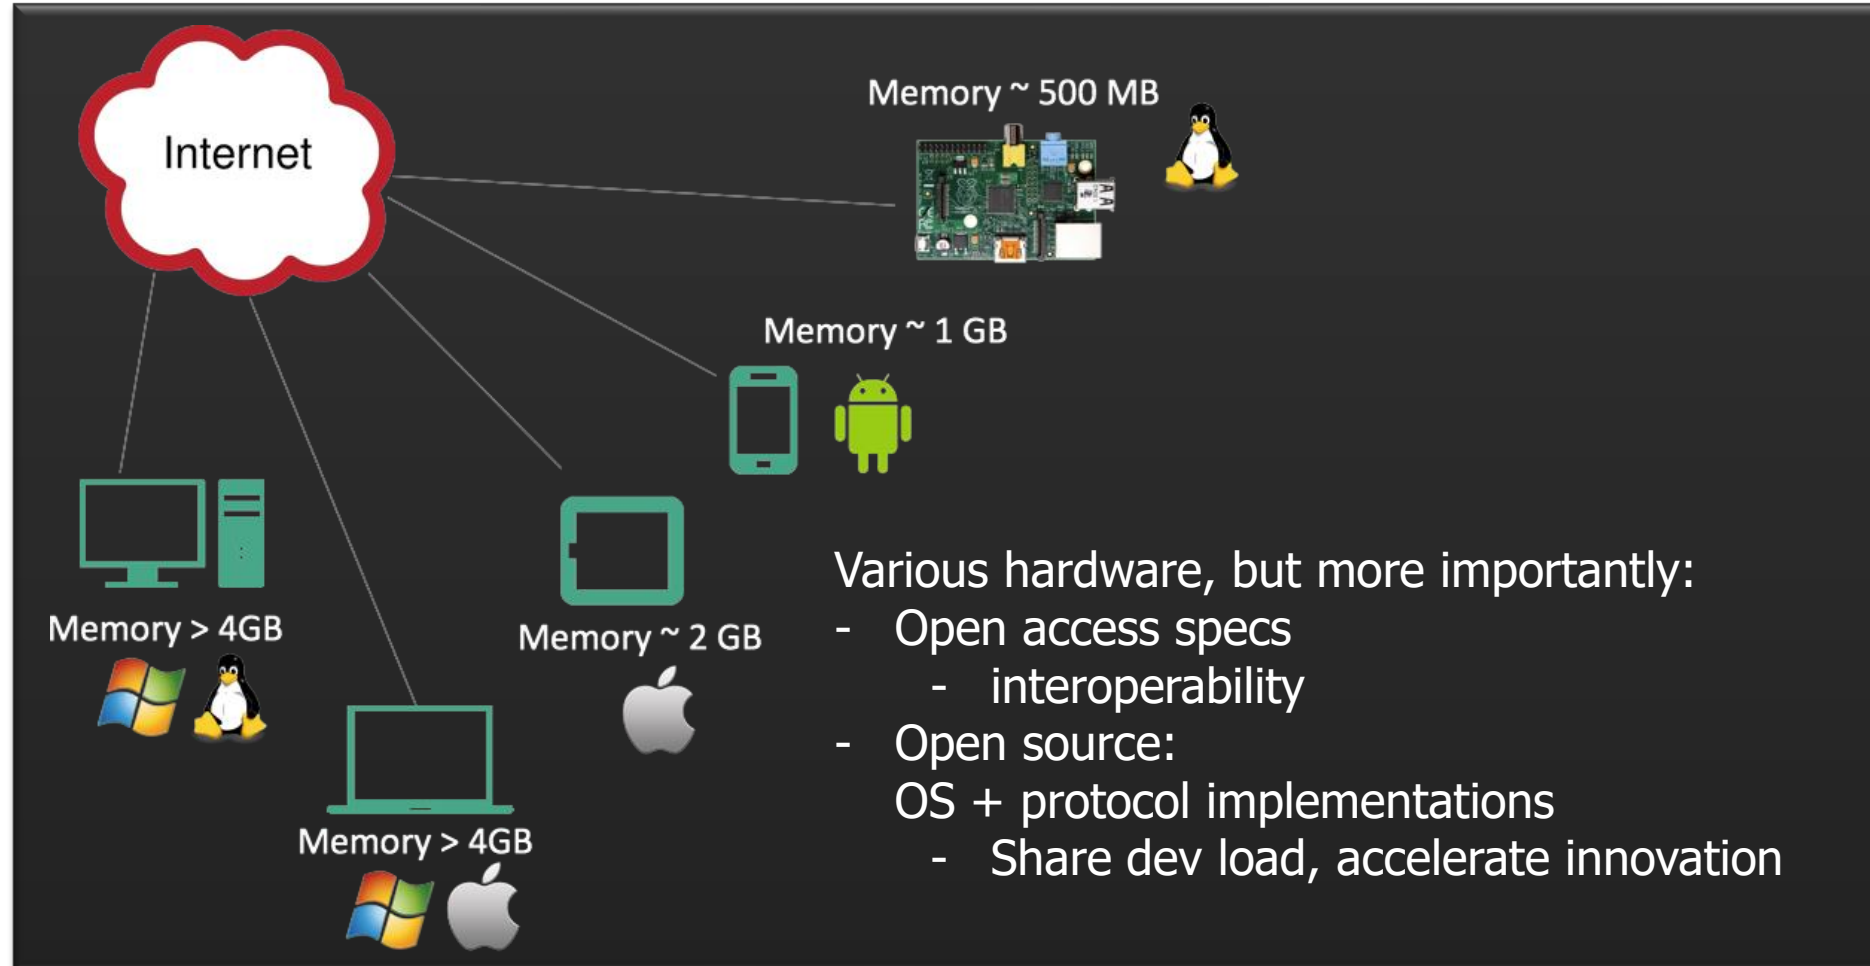 Internet
Memory ~ 500 MB
Memory ~ 1 GB
Memory > 4GB
Memory ~ 2 GB
Memory > 4GB
Various hardware, but more importantly:
- Open access specs
- interoperability
- Open source:
OS + protocol implementations
- Share dev load, accelerate innovation